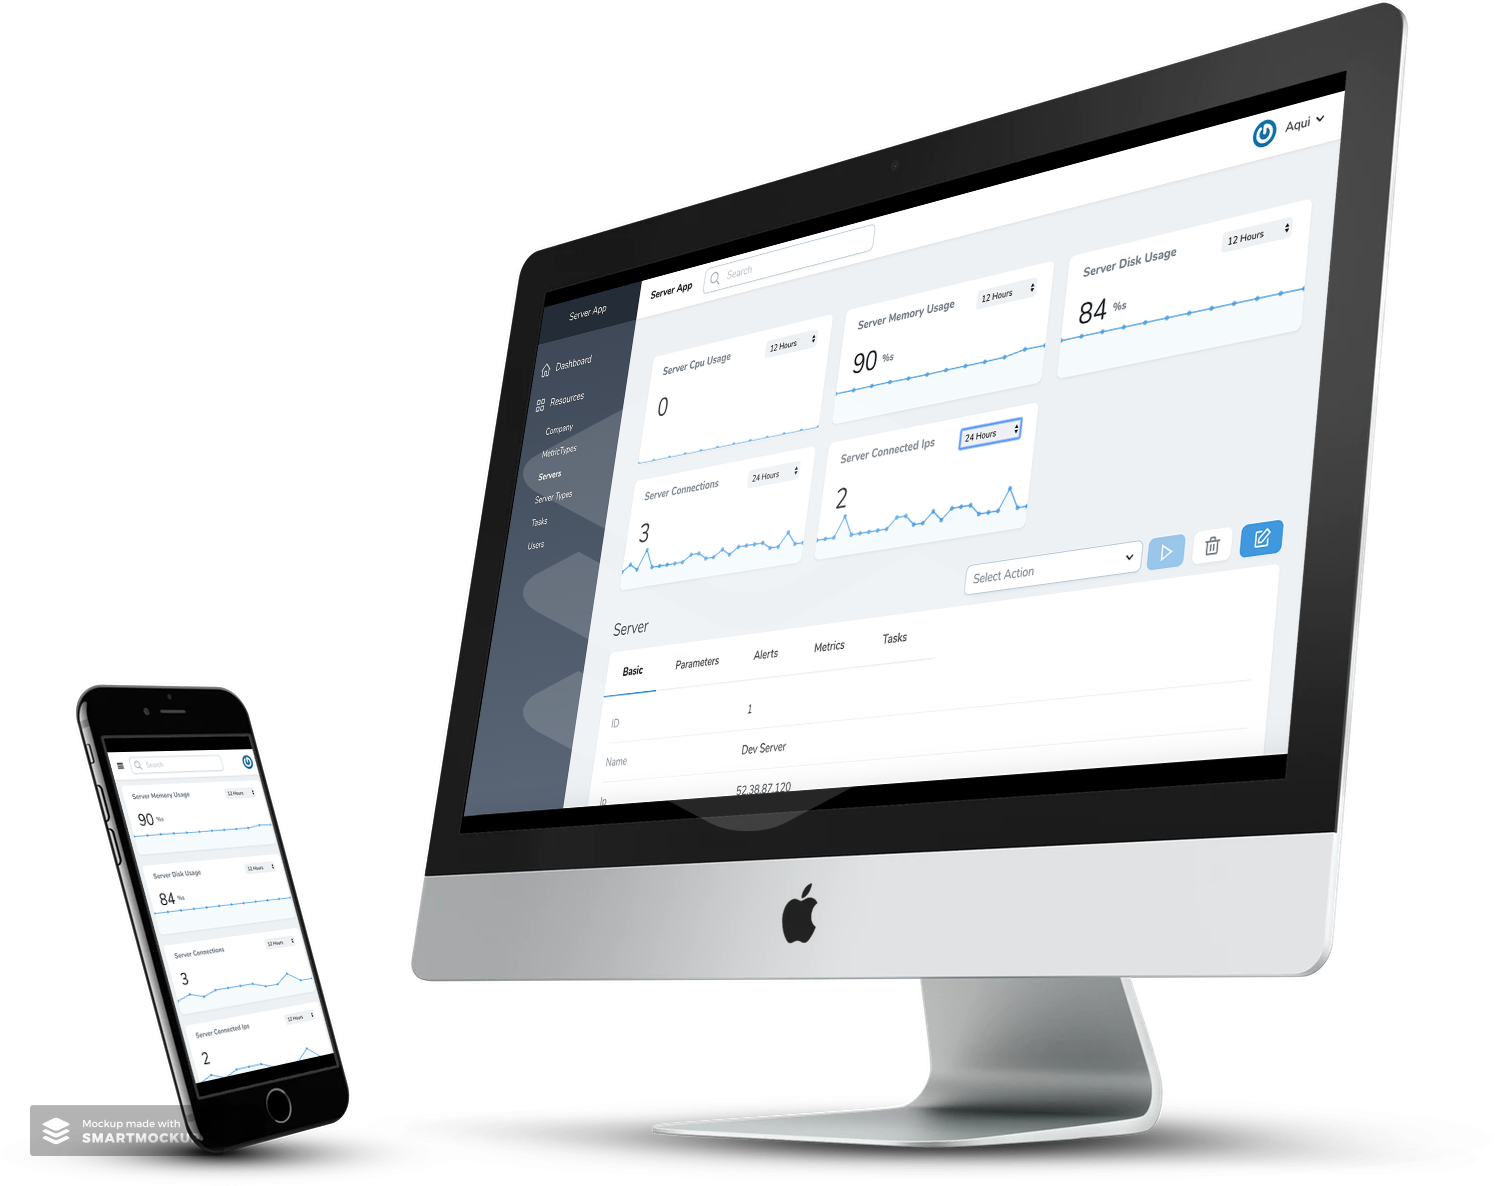 Aqui
Server App
Server App
Search
Dashboard
Resources
Company
MetricTypes
Servers
Server Types
Tasks
Users
Server Cpu Usage
12 Hours
0
Server Memory Usage
12 Hours
90 %s
Server Disk Usage
12 Hours
84 %s
Server Connections
24 Hours
3
Server Connected Ips
24 Hours
2
Select Action
Server
Basic
Parameters
Alerts
Metrics
Tasks
ID
1
Name
Dev Server
Ip
52.38.87.120
Search
Server Memory Usage
12 Hours
90 %s
Server Disk Usage
12 Hours
84 %s
Server Connections
12 Hours
3
Server Connected Ips
12 Hours
2
Mockup made with
SMARTMOCKU